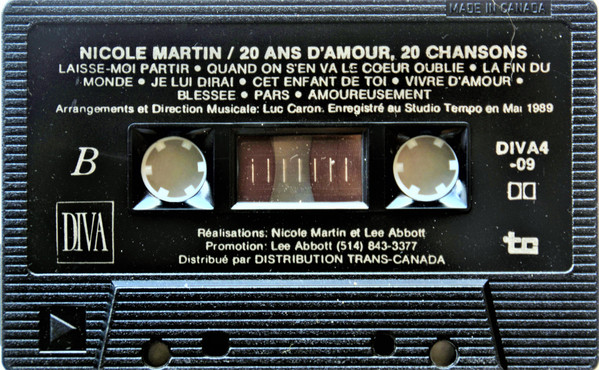 MADE IN CANADA
NICOLE MARTIN / 20 ANS D'AMOUR, 20 CHANSONS
LAISSE-MOI PARTIR • QUAND ON S'EN VA LE COEUR OUBLIE • LA FIN DU
MONDE • JE LUI DIRAI • CET ENFANT DE TOI • VIVRE D'AMOUR •
BLESSEE • PARS • AMOUREUSEMENT
Arrangements et Direction Musicale: Luc Caron. Enregistré au Studio Tempo en Mai 1989
B
DIVA4
-09
DIVA
tc
Réalisations: Nicole Martin et Lee Abbott
Promotion: Lee Abbott (514) 843-3377
Distribué par DISTRIBUTION TRANS-CANADA